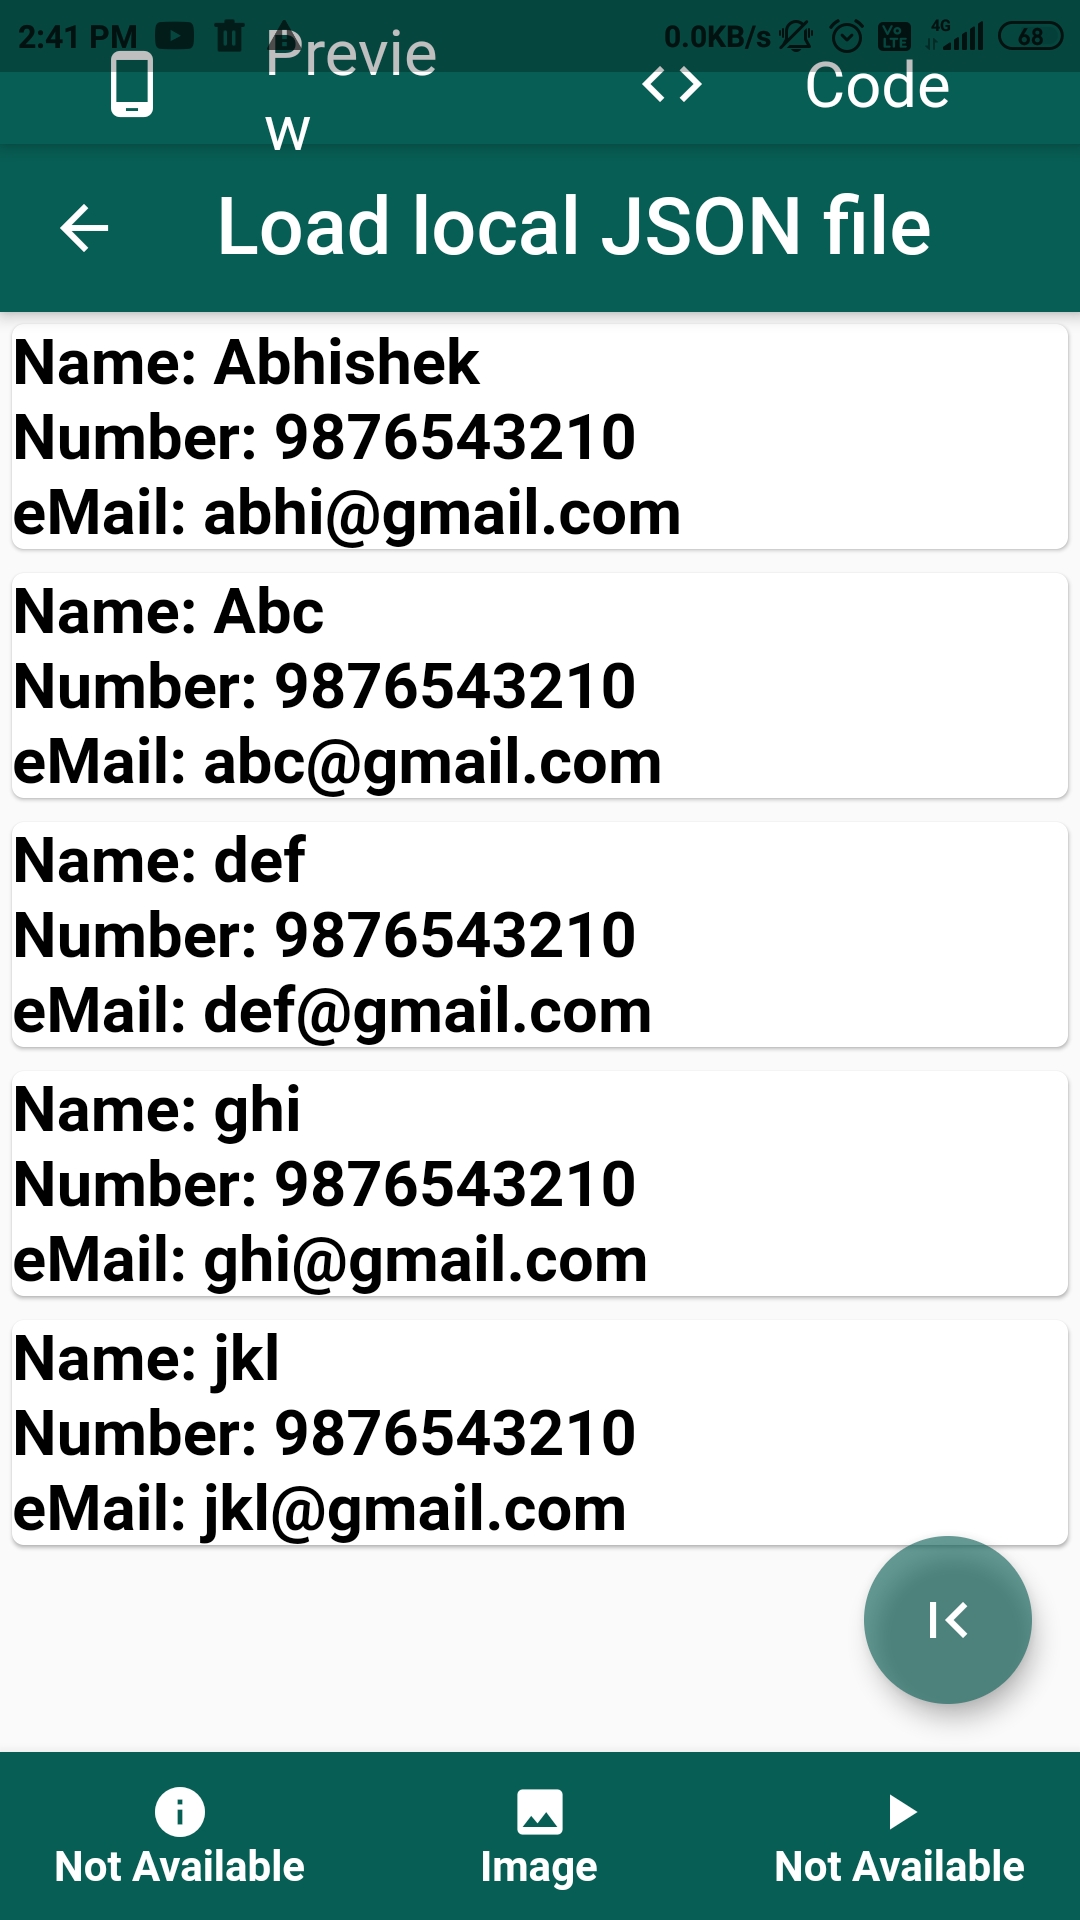 2:41 PM 0.0KB/s Vo LTE 4G 68
Previe
w
Code
Load local JSON file
Name: Abhishek
Number: 9876543210
eMail: abhi@gmail.com
Name: Abc
Number: 9876543210
eMail: abc@gmail.com
Name: def
Number: 9876543210
eMail: def@gmail.com
Name: ghi
Number: 9876543210
eMail: ghi@gmail.com
Name: jkl
Number: 9876543210
eMail: jkl@gmail.com
Not Available Image Not Available